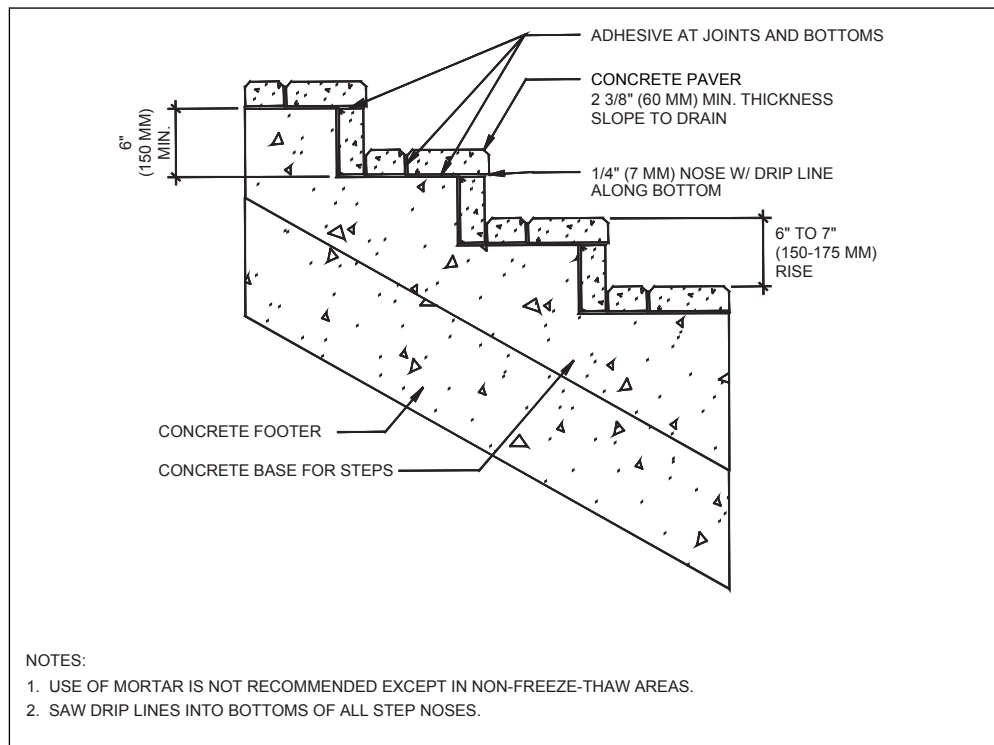 ADHESIVE AT JOINTS AND BOTTOMS
CONCRETE PAVER
2 3/8" (60 MM) MIN. THICKNESS
SLOPE TO DRAIN
6"
(150 MM)
MIN.
1/4" (7 MM) NOSE W/ DRIP LINE
ALONG BOTTOM
6" TO 7"
(150-175 MM)
RISE
CONCRETE FOOTER
CONCRETE BASE FOR STEPS
NOTES:
1. USE OF MORTAR IS NOT RECOMMENDED EXCEPT IN NON-FREEZE-THAW AREAS.
2. SAW DRIP LINES INTO BOTTOMS OF ALL STEP NOSES.